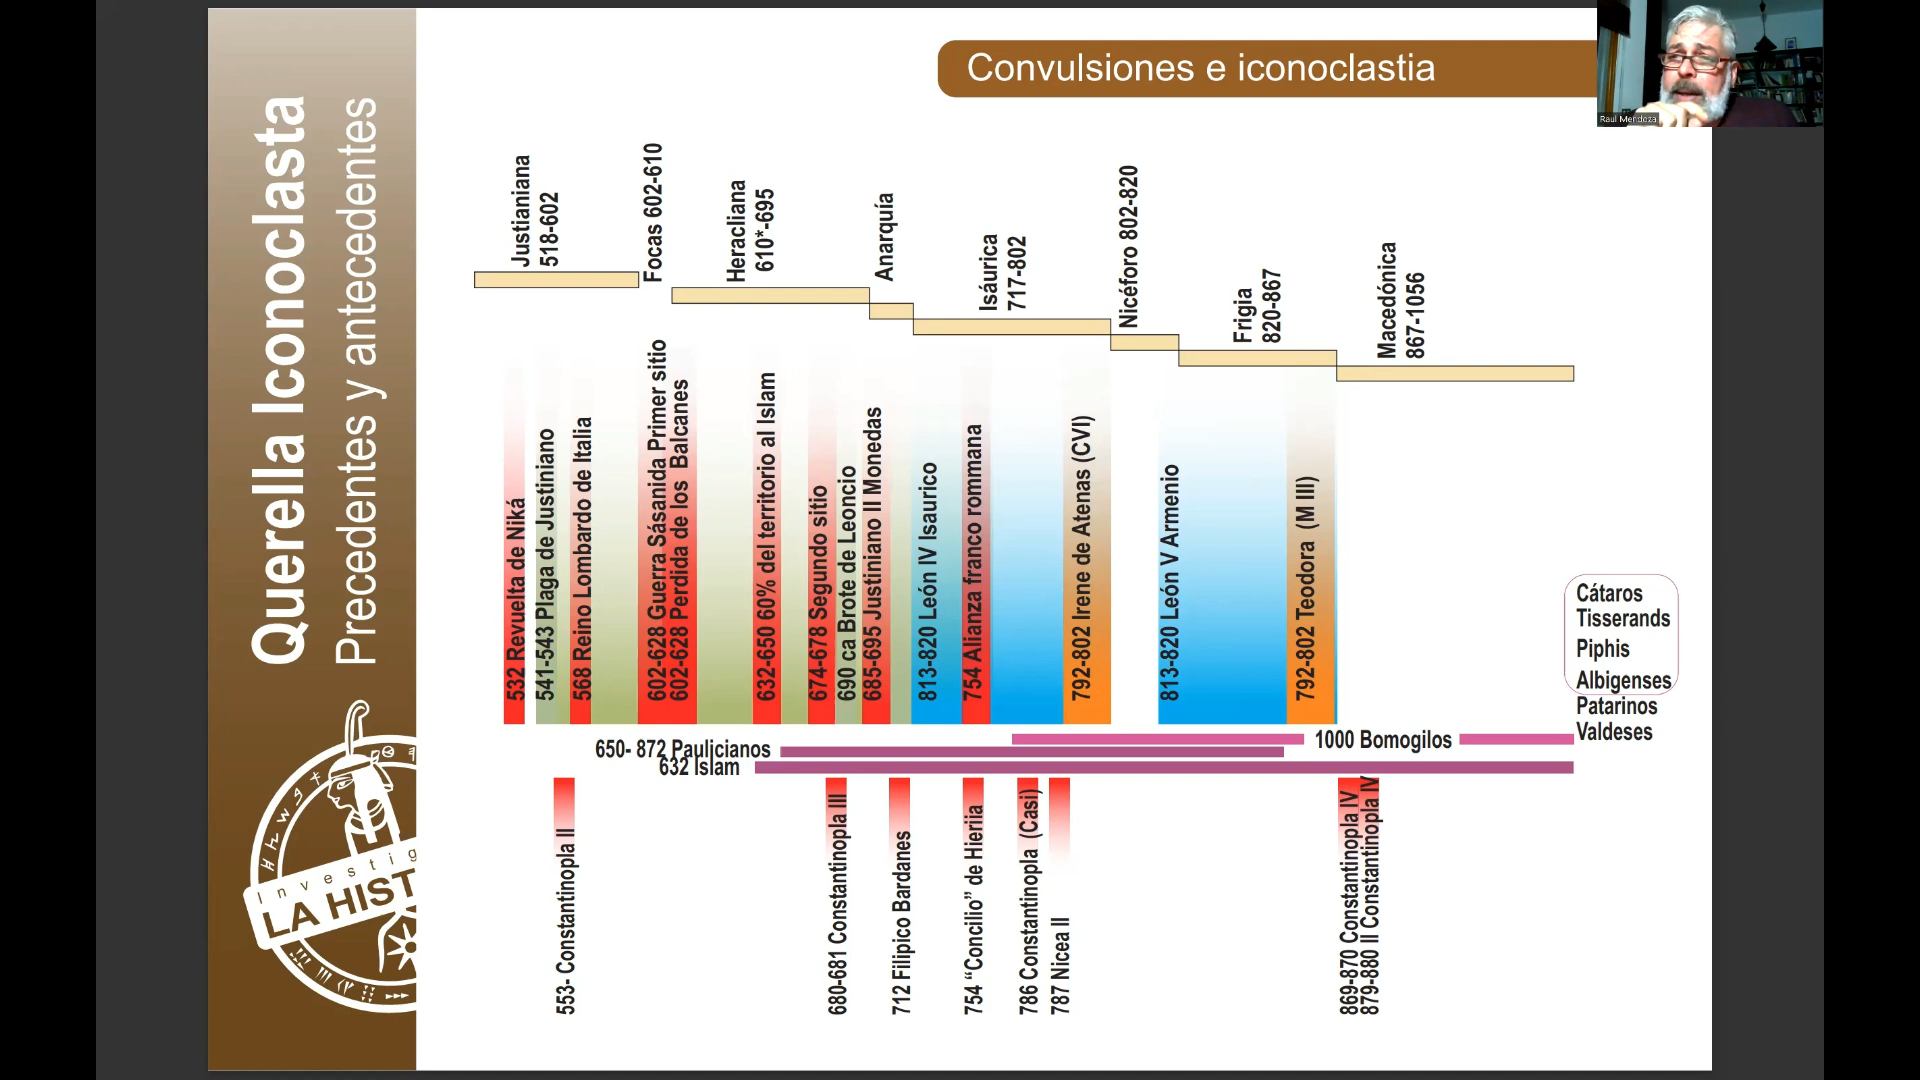 Querella Iconoclasta
Precedentes y antecedentes
Investig
LA HIST
Convulsiones e iconoclastia
Raul Mendoza
Justianiana
518-602
Focas 602-610
Heracliana
610*-695
Anarquía
Isáurica
717-802
Nicéforo 802-820
Frigia
820-867
Macedónica
867-1056
532 Revuelta de Niká
541-543 Plaga de Justiniano
568 Reino Lombardo de Italia
602-628 Guerra Sásanida Primer sitio
602-628 Perdida de los Balcanes
632-650 60% del territorio al Islam
674-678 Segundo sitio
690 ca Brote de Leoncio
685-695 Justiniano II Monedas
813-820 León IV Isaurico
754 Alianza franco rommana
792-802 Irene de Atenas (CVI)
813-820 León V Armenio
792-802 Teodora (M III)
Cátaros
Tisserands
Piphis
Albigenses
Patarinos
Valdeses
1000 Bomogilos
650- 872 Paulicianos
632 Islam
553- Constantinopla II
680-681 Constantinopla III
712 Filipico Bardanes
754 “Concilio” de Hieriia
786 Constantinopla (Casi)
787 Nicea II
869-870 Constantinopla IV
879-880 II Constantinopla IV